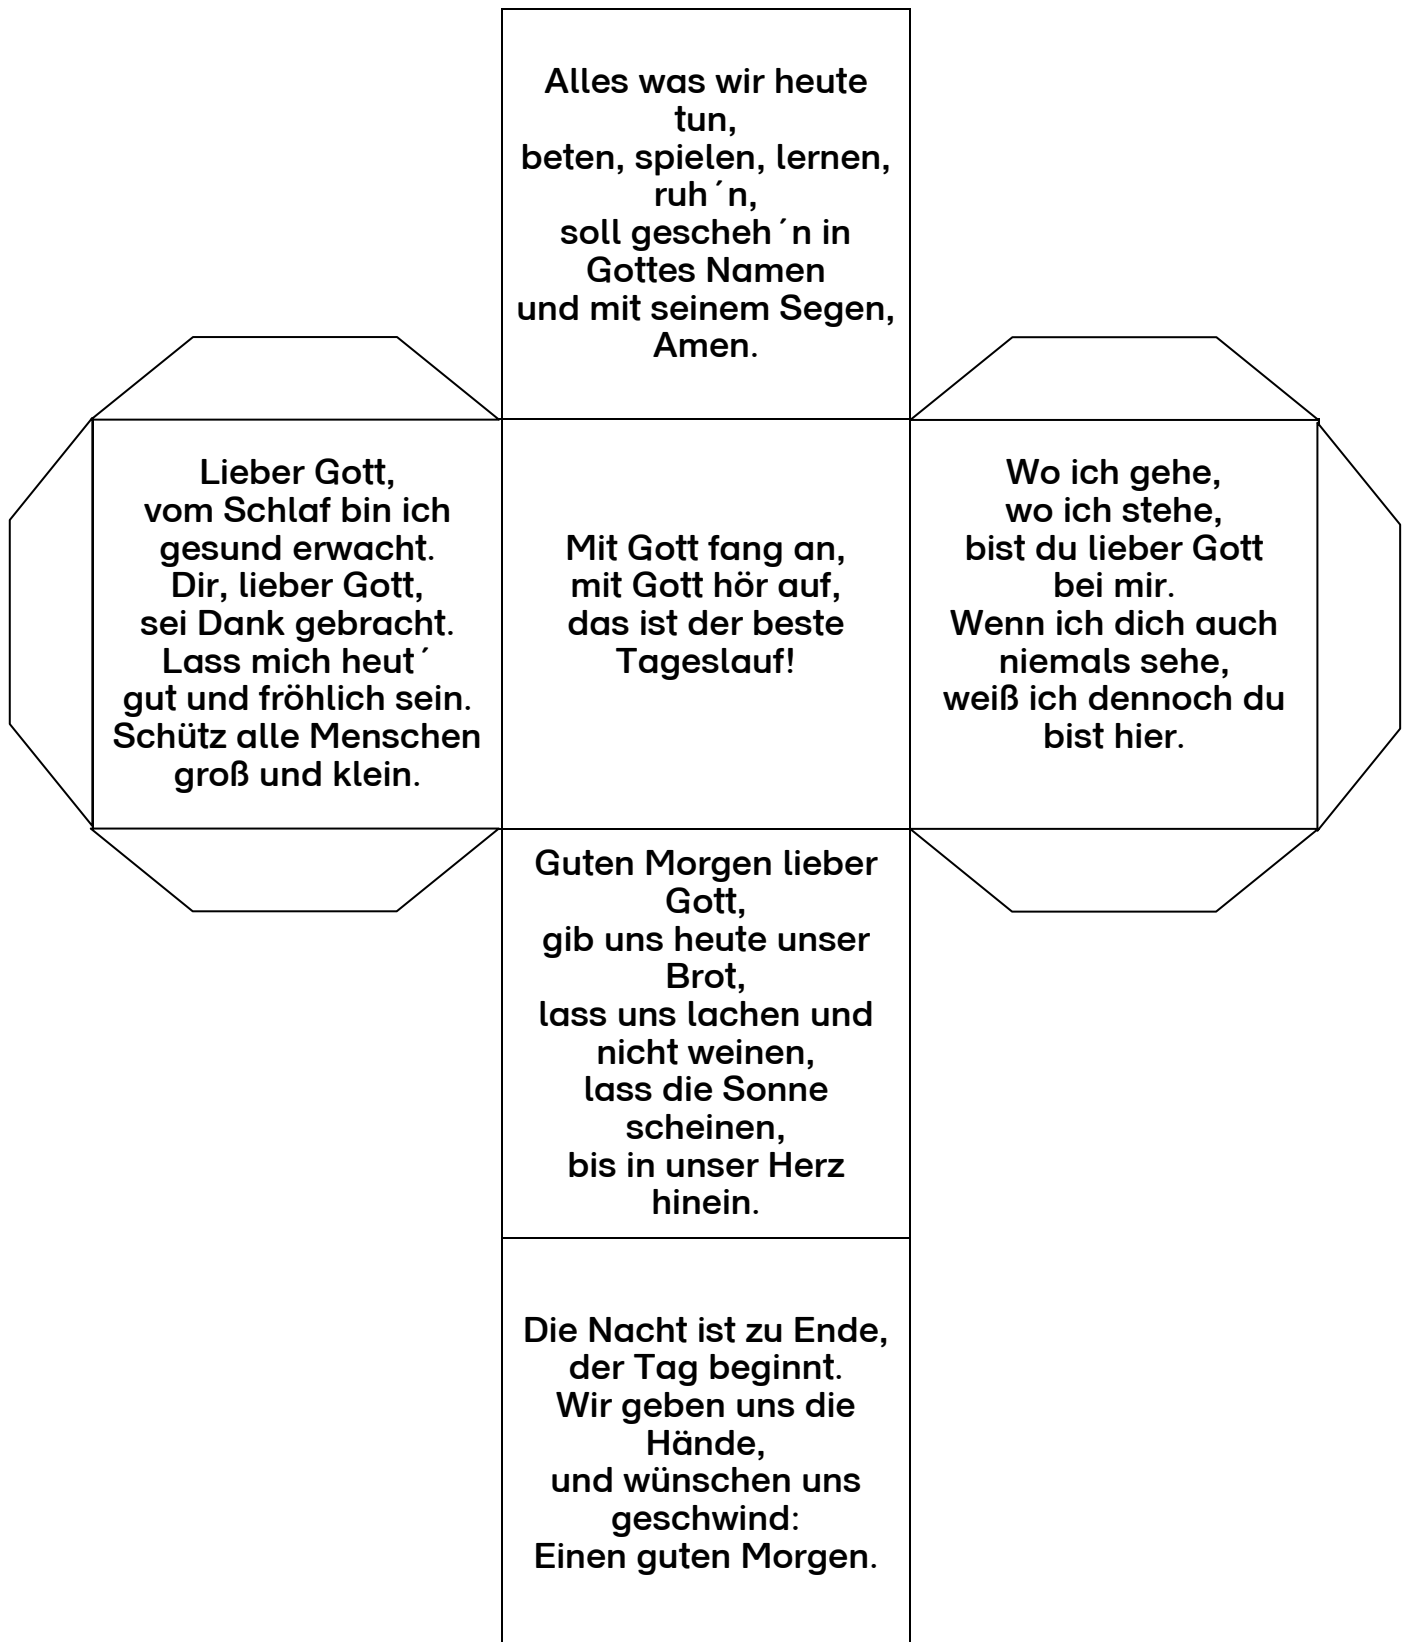 Alles was wir heute
tun,
beten, spielen, lernen,
ruh´n,
soll gescheh´n in
Gottes Namen
und mit seinem Segen,
Amen.
Lieber Gott,
vom Schlaf bin ich
gesund erwacht.
Dir, lieber Gott,
sei Dank gebracht.
Lass mich heut´
gut und fröhlich sein.
Schütz alle Menschen
groß und klein.
Mit Gott fang an,
mit Gott hör auf,
das ist der beste
Tageslauf!
Wo ich gehe,
wo ich stehe,
bist du lieber Gott
bei mir.
Wenn ich dich auch
niemals sehe,
weiß ich dennoch du
bist hier.
Guten Morgen lieber
Gott,
gib uns heute unser
Brot,
lass uns lachen und
nicht weinen,
lass die Sonne
scheinen,
bis in unser Herz
hinein.
Die Nacht ist zu Ende,
der Tag beginnt.
Wir geben uns die
Hände,
und wünschen uns
geschwind:
Einen guten Morgen.